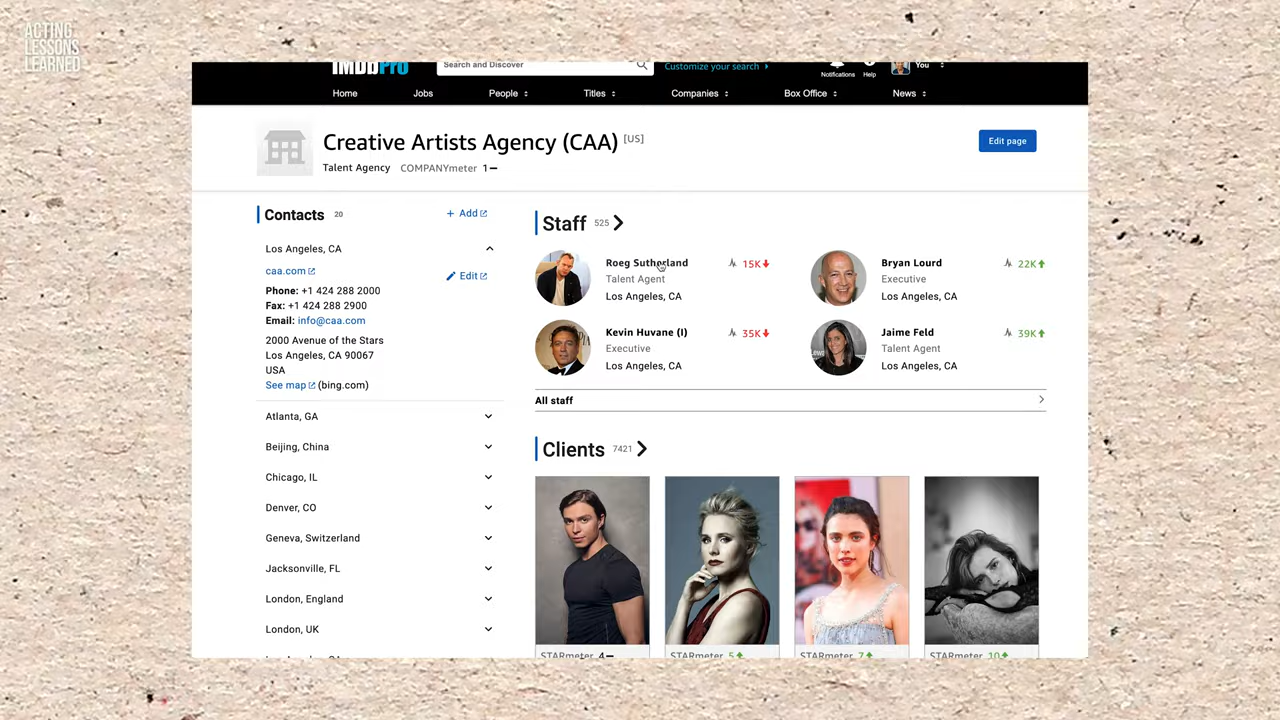 ACTING
LESSONS
LEARNED
IMDbPro
Search and Discover
Customize your search
Notifications
Help
You
Home
Jobs
People
Titles
Companies
Box Office
News
Creative Artists Agency (CAA) [US]
Talent Agency COMPANYmeter 1
Edit page
Contacts 20
+ Add
Los Angeles, CA
caa.com
Edit
Phone: +1 424 288 2000
Fax: +1 424 288 2900
Email: info@caa.com
2000 Avenue of the Stars
Los Angeles, CA 90067
USA
See map (bing.com)
Atlanta, GA
Beijing, China
Chicago, IL
Denver, CO
Geneva, Switzerland
Jacksonville, FL
London, England
London, UK
Staff 525
Roeg Sutherland
15K
Talent Agent
Los Angeles, CA
Bryan Lourd
22K
Executive
Los Angeles, CA
Kevin Huvane (I)
35K
Executive
Los Angeles, CA
Jaime Feld
39K
Talent Agent
Los Angeles, CA
All staff
Clients 7421
STARmeter 4
STARmeter 5
STARmeter 7
STARmeter 10